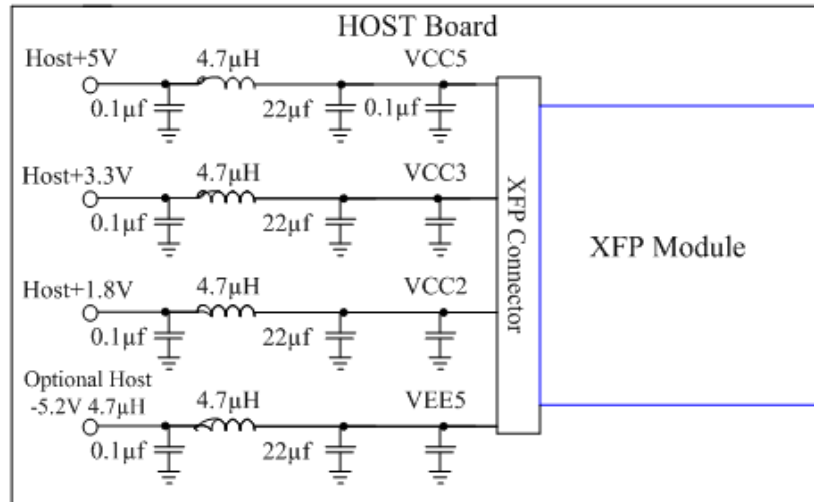 HOST Board
Host+5V 4.7µH VCC5
0.1µf 22µf 0.1µf
Host+3.3V 4.7µH VCC3
0.1µf 22µf
XFP Connector
XFP Module
Host+1.8V 4.7µH VCC2
0.1µf 22µf
Optional Host
-5.2V 4.7µH 4.7µH VEE5
0.1µf 22µf